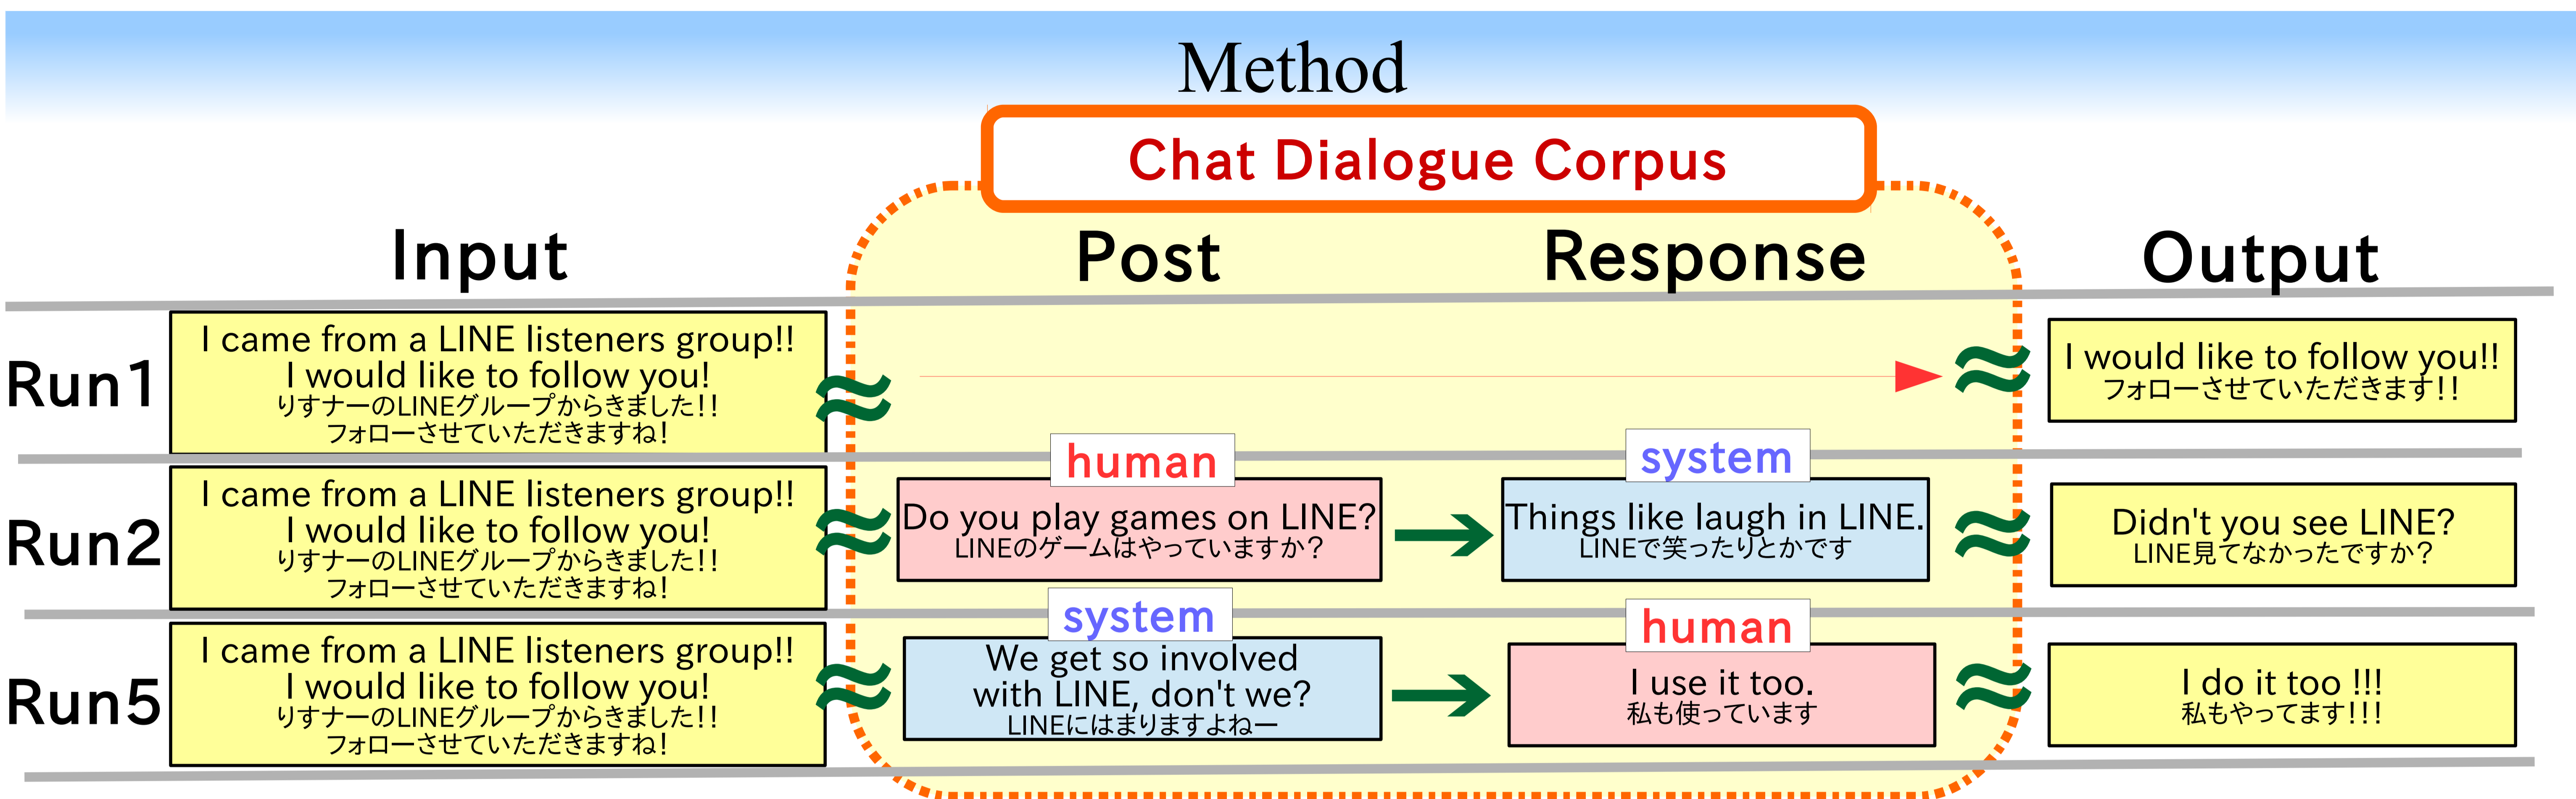 Method
Chat Dialogue Corpus
Input
Post
Response
Output
Run1
I came from a LINE listeners group!!
I would like to follow you!
りすナーのLINEグループからきました!!
フォローさせていただきますね!
I would like to follow you!!
フォローさせていただきます!!
Run2
I came from a LINE listeners group!!
I would like to follow you!
りすナーのLINEグループからきました!!
フォローさせていただきますね!
human
Do you play games on LINE?
LINEのゲームはやっていますか?
system
Things like laugh in LINE.
LINEで笑ったりとかです
Didn't you see LINE?
LINE見てなかったですか?
Run5
I came from a LINE listeners group!!
I would like to follow you!
りすナーのLINEグループからきました!!
フォローさせていただきますね!
system
We get so involved
with LINE, don't we?
LINEにはまりますよねー
human
I use it too.
私も使っています
I do it too !!!
私もやってます!!!